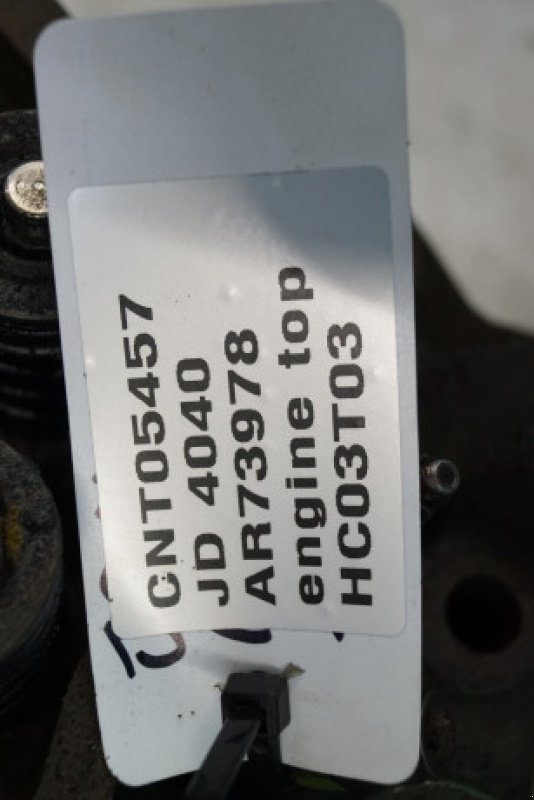 CNT05457
JD 4040
AR73978
engine top
HC03T03